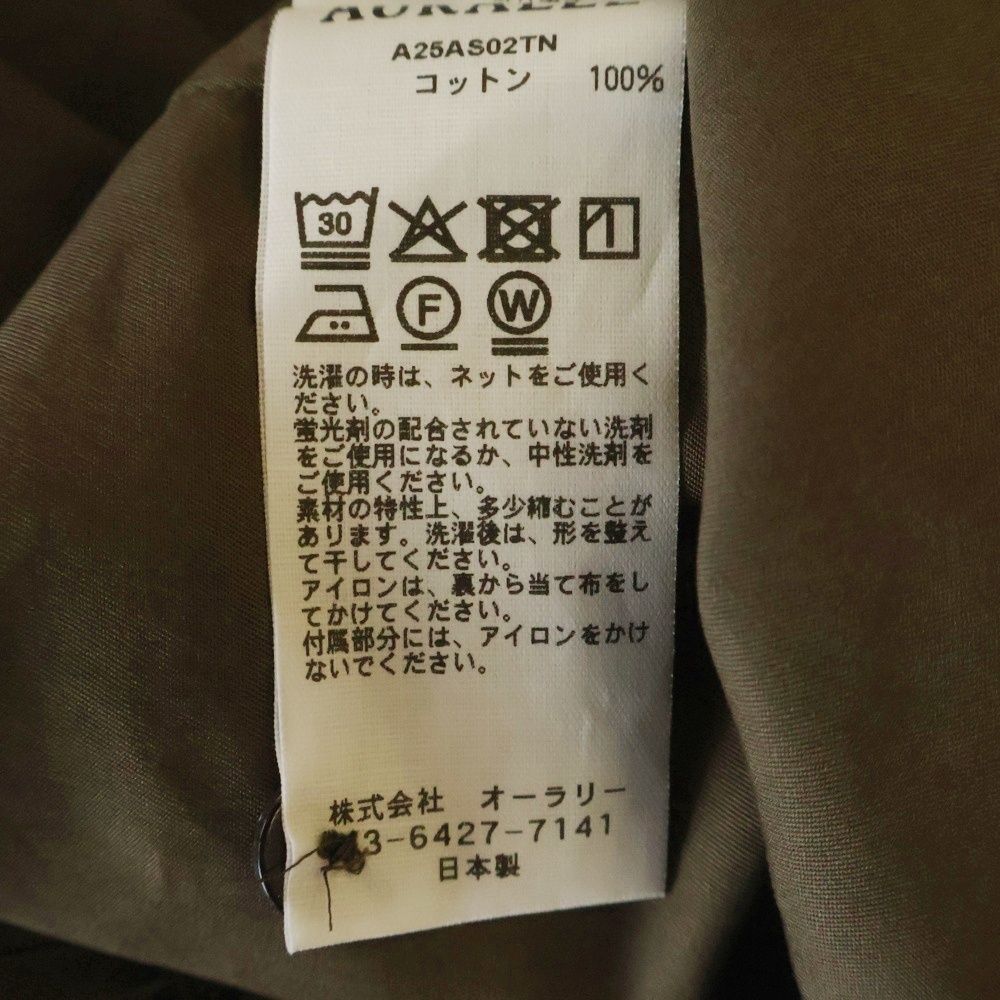 AURALEE
A25AS02TN
コットン 100%
30
F W
洗濯の時は、ネットをご使用く
ださい。
蛍光剤の配合されていない洗剤
をご使用になるか、中性洗剤を
ご使用ください。
素材の特性上、多少縮むことが
あります。洗濯後は、形を整え
て干してください。
アイロンは、裏から当て布をし
てかけてください。
付属部分には、アイロンをかけ
ないでください。
株式会社 オーラリー
3-6427-7141
日本製